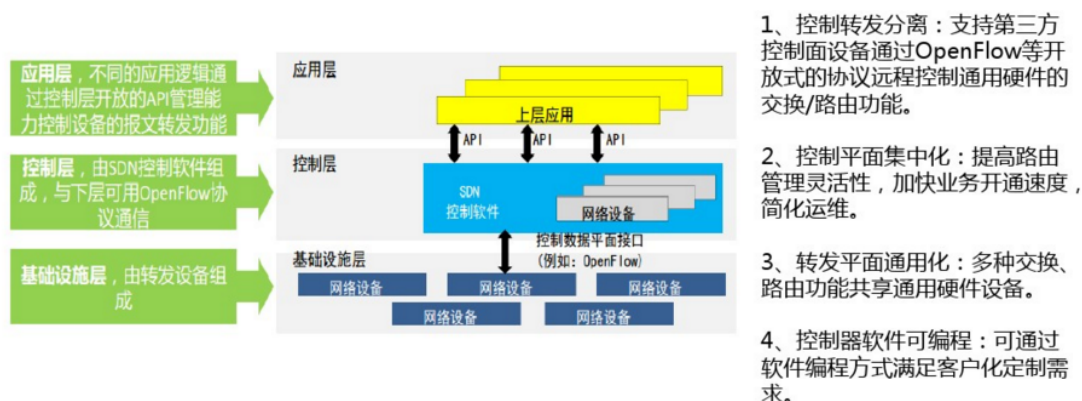 应用层，不同的应用逻辑通
过控制层开放的API管理能
力控制设备的报文转发功能
控制层，由SDN控制软件组
成，与下层可用OpenFlow协
议通信
基础设施层，由转发设备组
成
应用层
上层应用
API
API
API
控制层
SDN
控制软件
网络设备
控制数据平面接口
(例如: OpenFlow)
基础设施层
网络设备
网络设备
网络设备
网络设备
网络设备
1、控制转发分离：支持第三方
控制面设备通过OpenFlow等开
放式的协议远程控制通用硬件的
交换/路由功能。
2、控制平面集中化：提高路由
管理灵活性，加快业务开通速度，
简化运维。
3、转发平面通用化：多种交换、
路由功能共享通用硬件设备。
4、控制器软件可编程：可通过
软件编程方式满足客户化定制需
求。